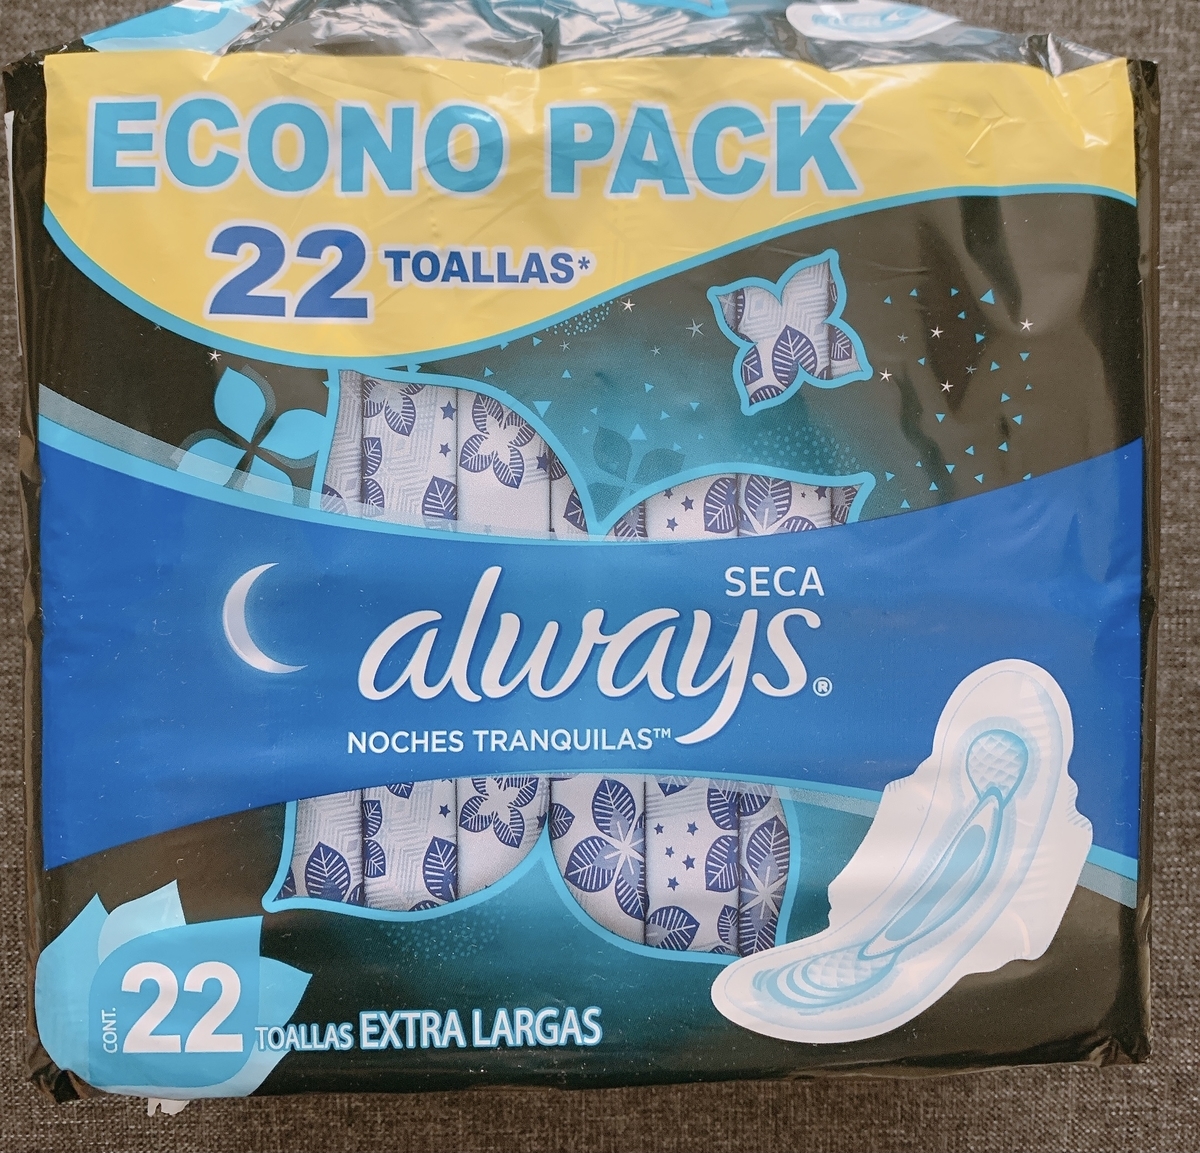 ECONO PACK
22 TOALLAS*
SECA
always®
NOCHES TRANQUILAS™
CONT. 22 TOALLAS EXTRA LARGAS